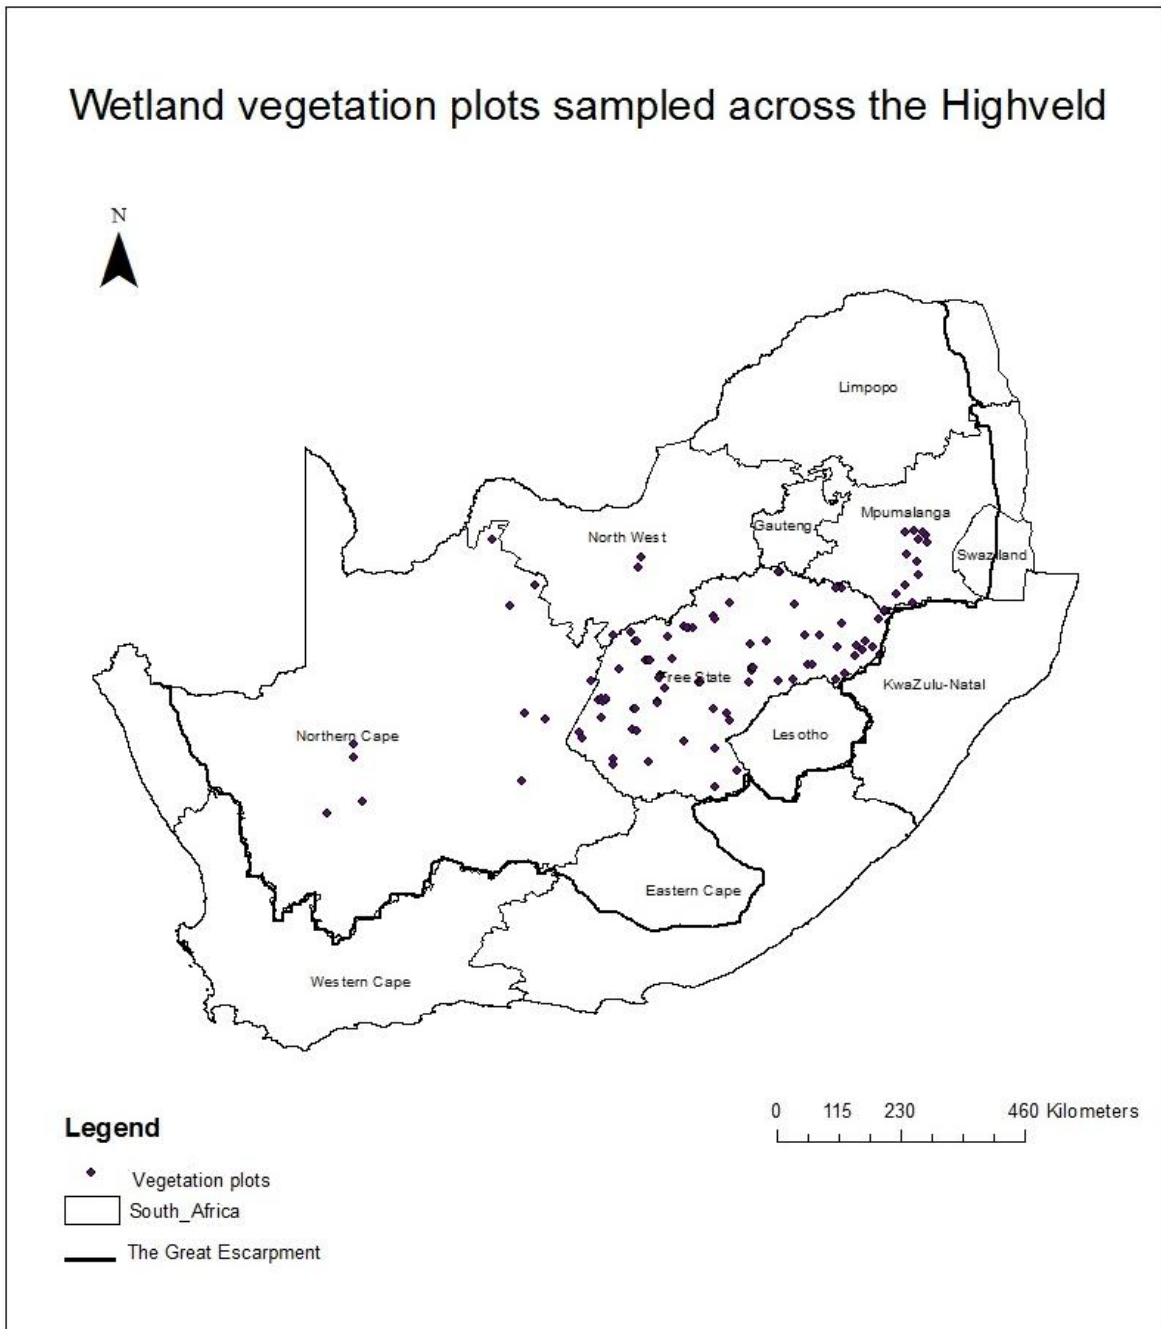 Wetland vegetation plots sampled across the Highveld
N
Limpopo
Mpumalanga
Gauteng
North West
Swaziland
Free State
KwaZulu-Natal
Northern Cape
Lesotho
Eastern Cape
Western Cape
0 115 230 460 Kilometers
Legend
Vegetation plots
South_Africa
The Great Escarpment